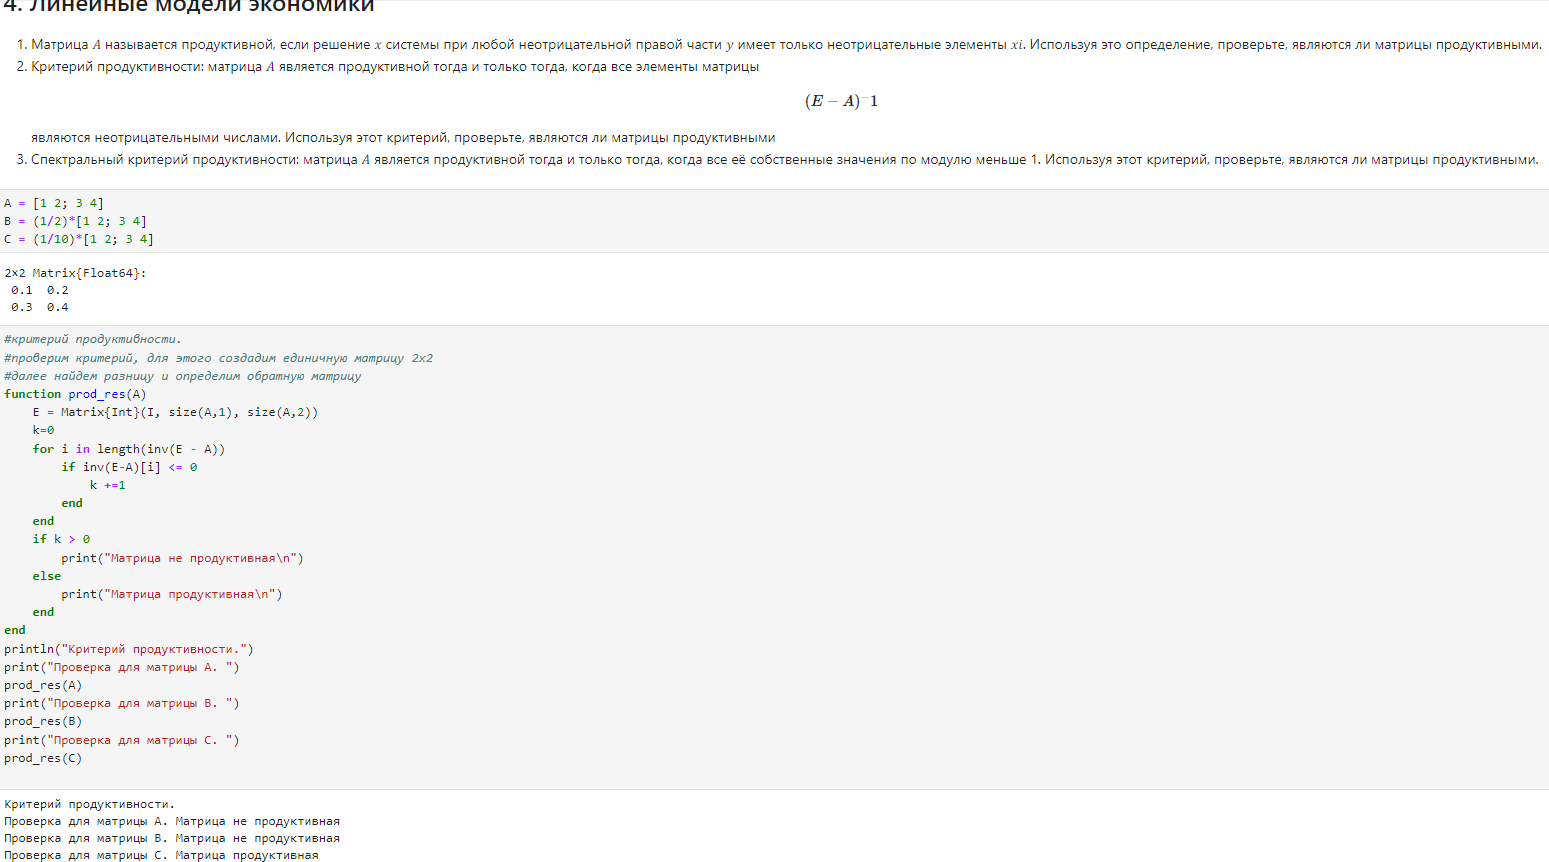 4. Линейные модели экономики
1. Матрица A называется продуктивной, если решение x системы при любой неотрицательной правой части y имеет только неотрицательные элементы xi. Используя это определение, проверьте, являются ли матрицы продуктивными.
2. Критерий продуктивности: матрица A является продуктивной тогда и только тогда, когда все элементы матрицы
(E − A)⁻1
являются неотрицательными числами. Используя этот критерий, проверьте, являются ли матрицы продуктивными
3. Спектральный критерий продуктивности: матрица A является продуктивной тогда и только тогда, когда все её собственные значения по модулю меньше 1. Используя этот критерий, проверьте, являются ли матрицы продуктивными.
A = [1 2; 3 4]
B = (1/2)*[1 2; 3 4]
C = (1/10)*[1 2; 3 4]
2×2 Matrix{Float64}:
0.1  0.2
0.3  0.4
#критерий продуктивности.
#проверим критерий, для этого создадим единичную матрицу 2x2
#далее найдем разницу и определим обратную матрицу
function prod_res(A)
    E = Matrix{Int}(I, size(A,1), size(A,2))
    k=0
    for i in length(inv(E - A))
        if inv(E-A)[i] <= 0
            k +=1
        end
    end
    if k > 0
        print("Матрица не продуктивная\n")
    else
        print("Матрица продуктивная\n")
    end
end
println("Критерий продуктивности.")
print("Проверка для матрицы A. ")
prod_res(A)
print("Проверка для матрицы B. ")
prod_res(B)
print("Проверка для матрицы C. ")
prod_res(C)
Критерий продуктивности.
Проверка для матрицы A. Матрица не продуктивная
Проверка для матрицы B. Матрица не продуктивная
Проверка для матрицы C. Матрица продуктивная